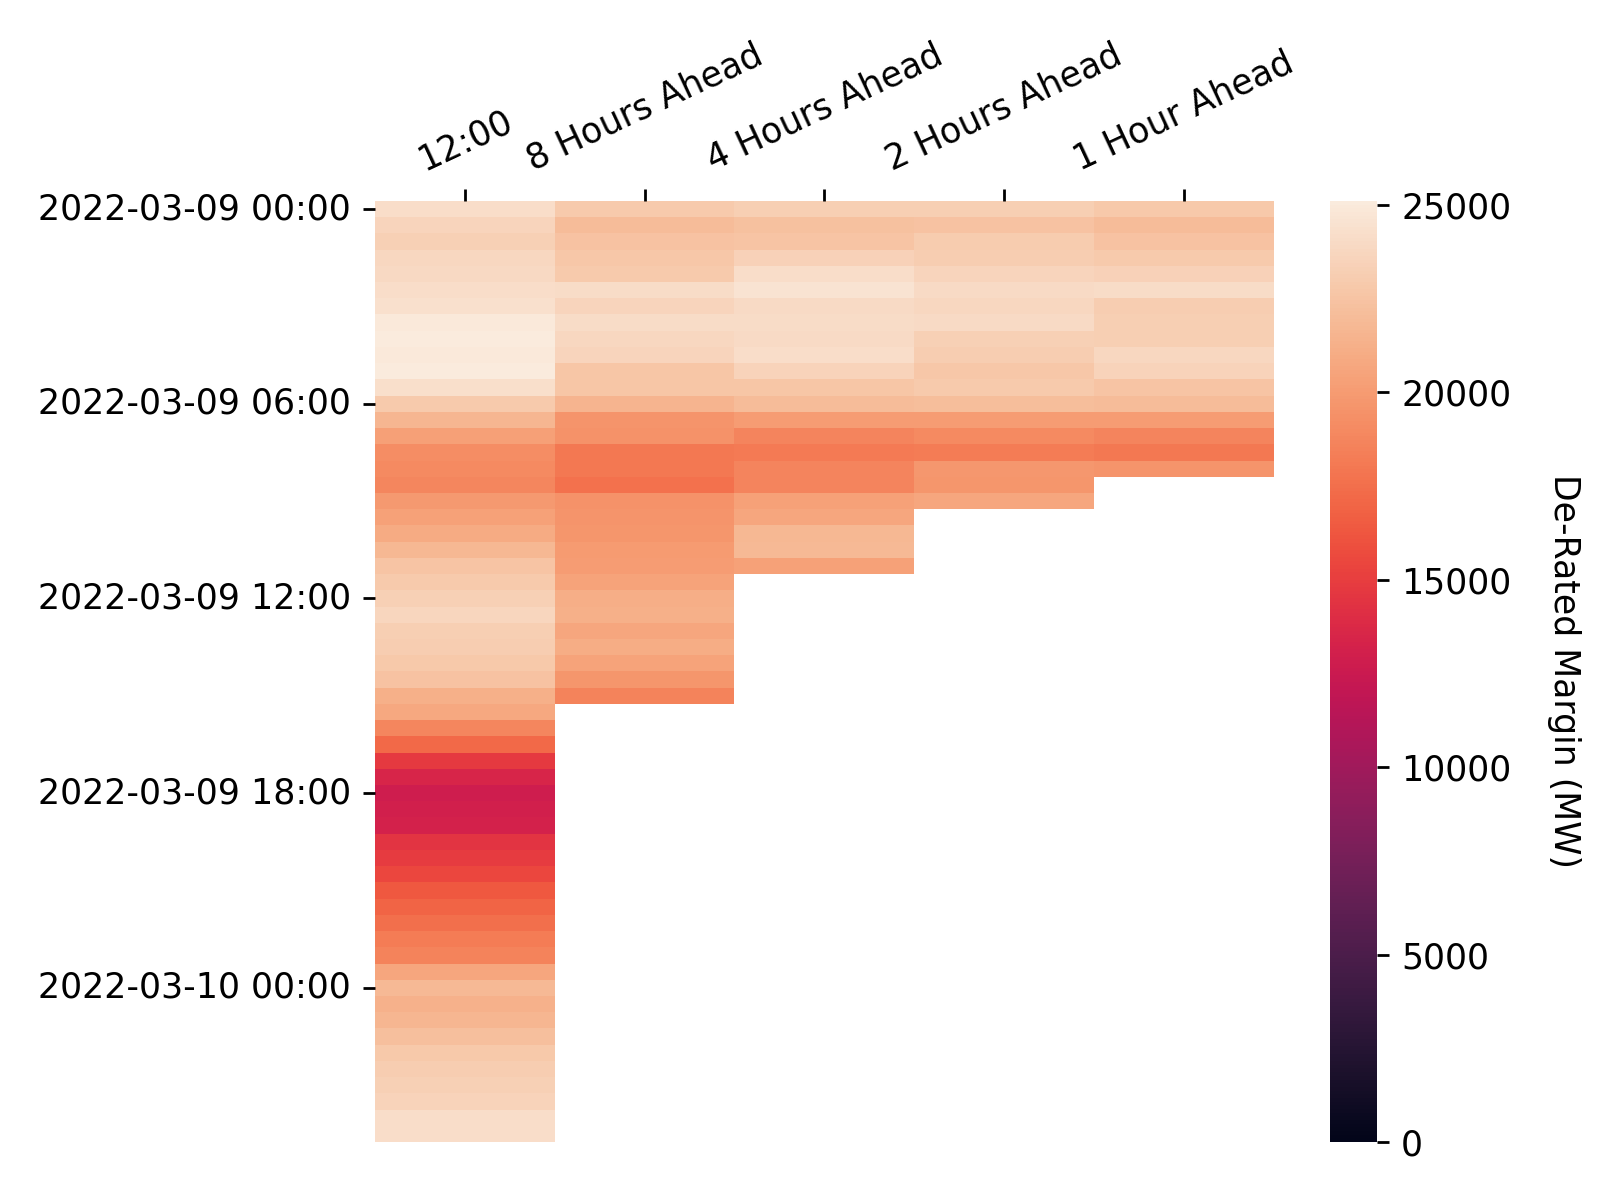 12:00
8 Hours Ahead
4 Hours Ahead
2 Hours Ahead
1 Hour Ahead
2022-03-09 00:00
2022-03-09 06:00
2022-03-09 12:00
2022-03-09 18:00
2022-03-10 00:00
25000
20000
15000
10000
5000
0
De-Rated Margin (MW)